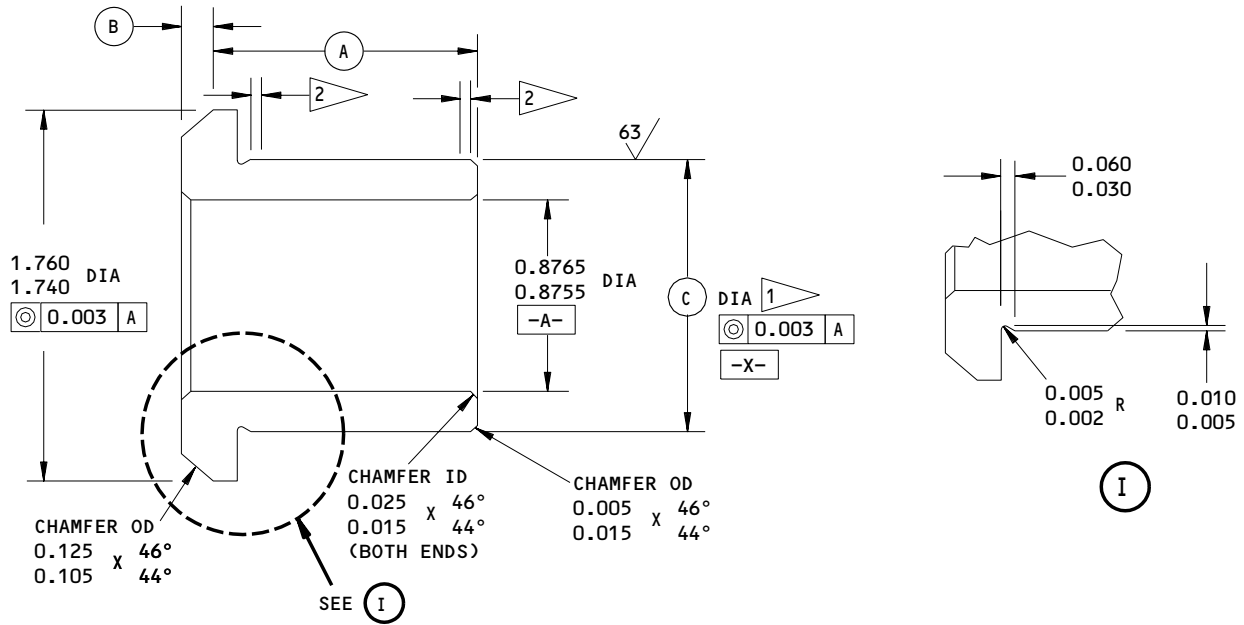 B
A
2
2
63
1.760
1.740 DIA
◎ 0.003 A
0.8765
0.8755 DIA
-A-
C DIA 1
◎ 0.003 A
-X-
CHAMFER OD
0.125 X 46°
0.105 44°
CHAMFER ID
0.025 X 46°
0.015 44°
(BOTH ENDS)
CHAMFER OD
0.005 X 46°
0.015 44°
SEE I
0.060
0.030
0.005 R
0.002
0.010
0.005
I